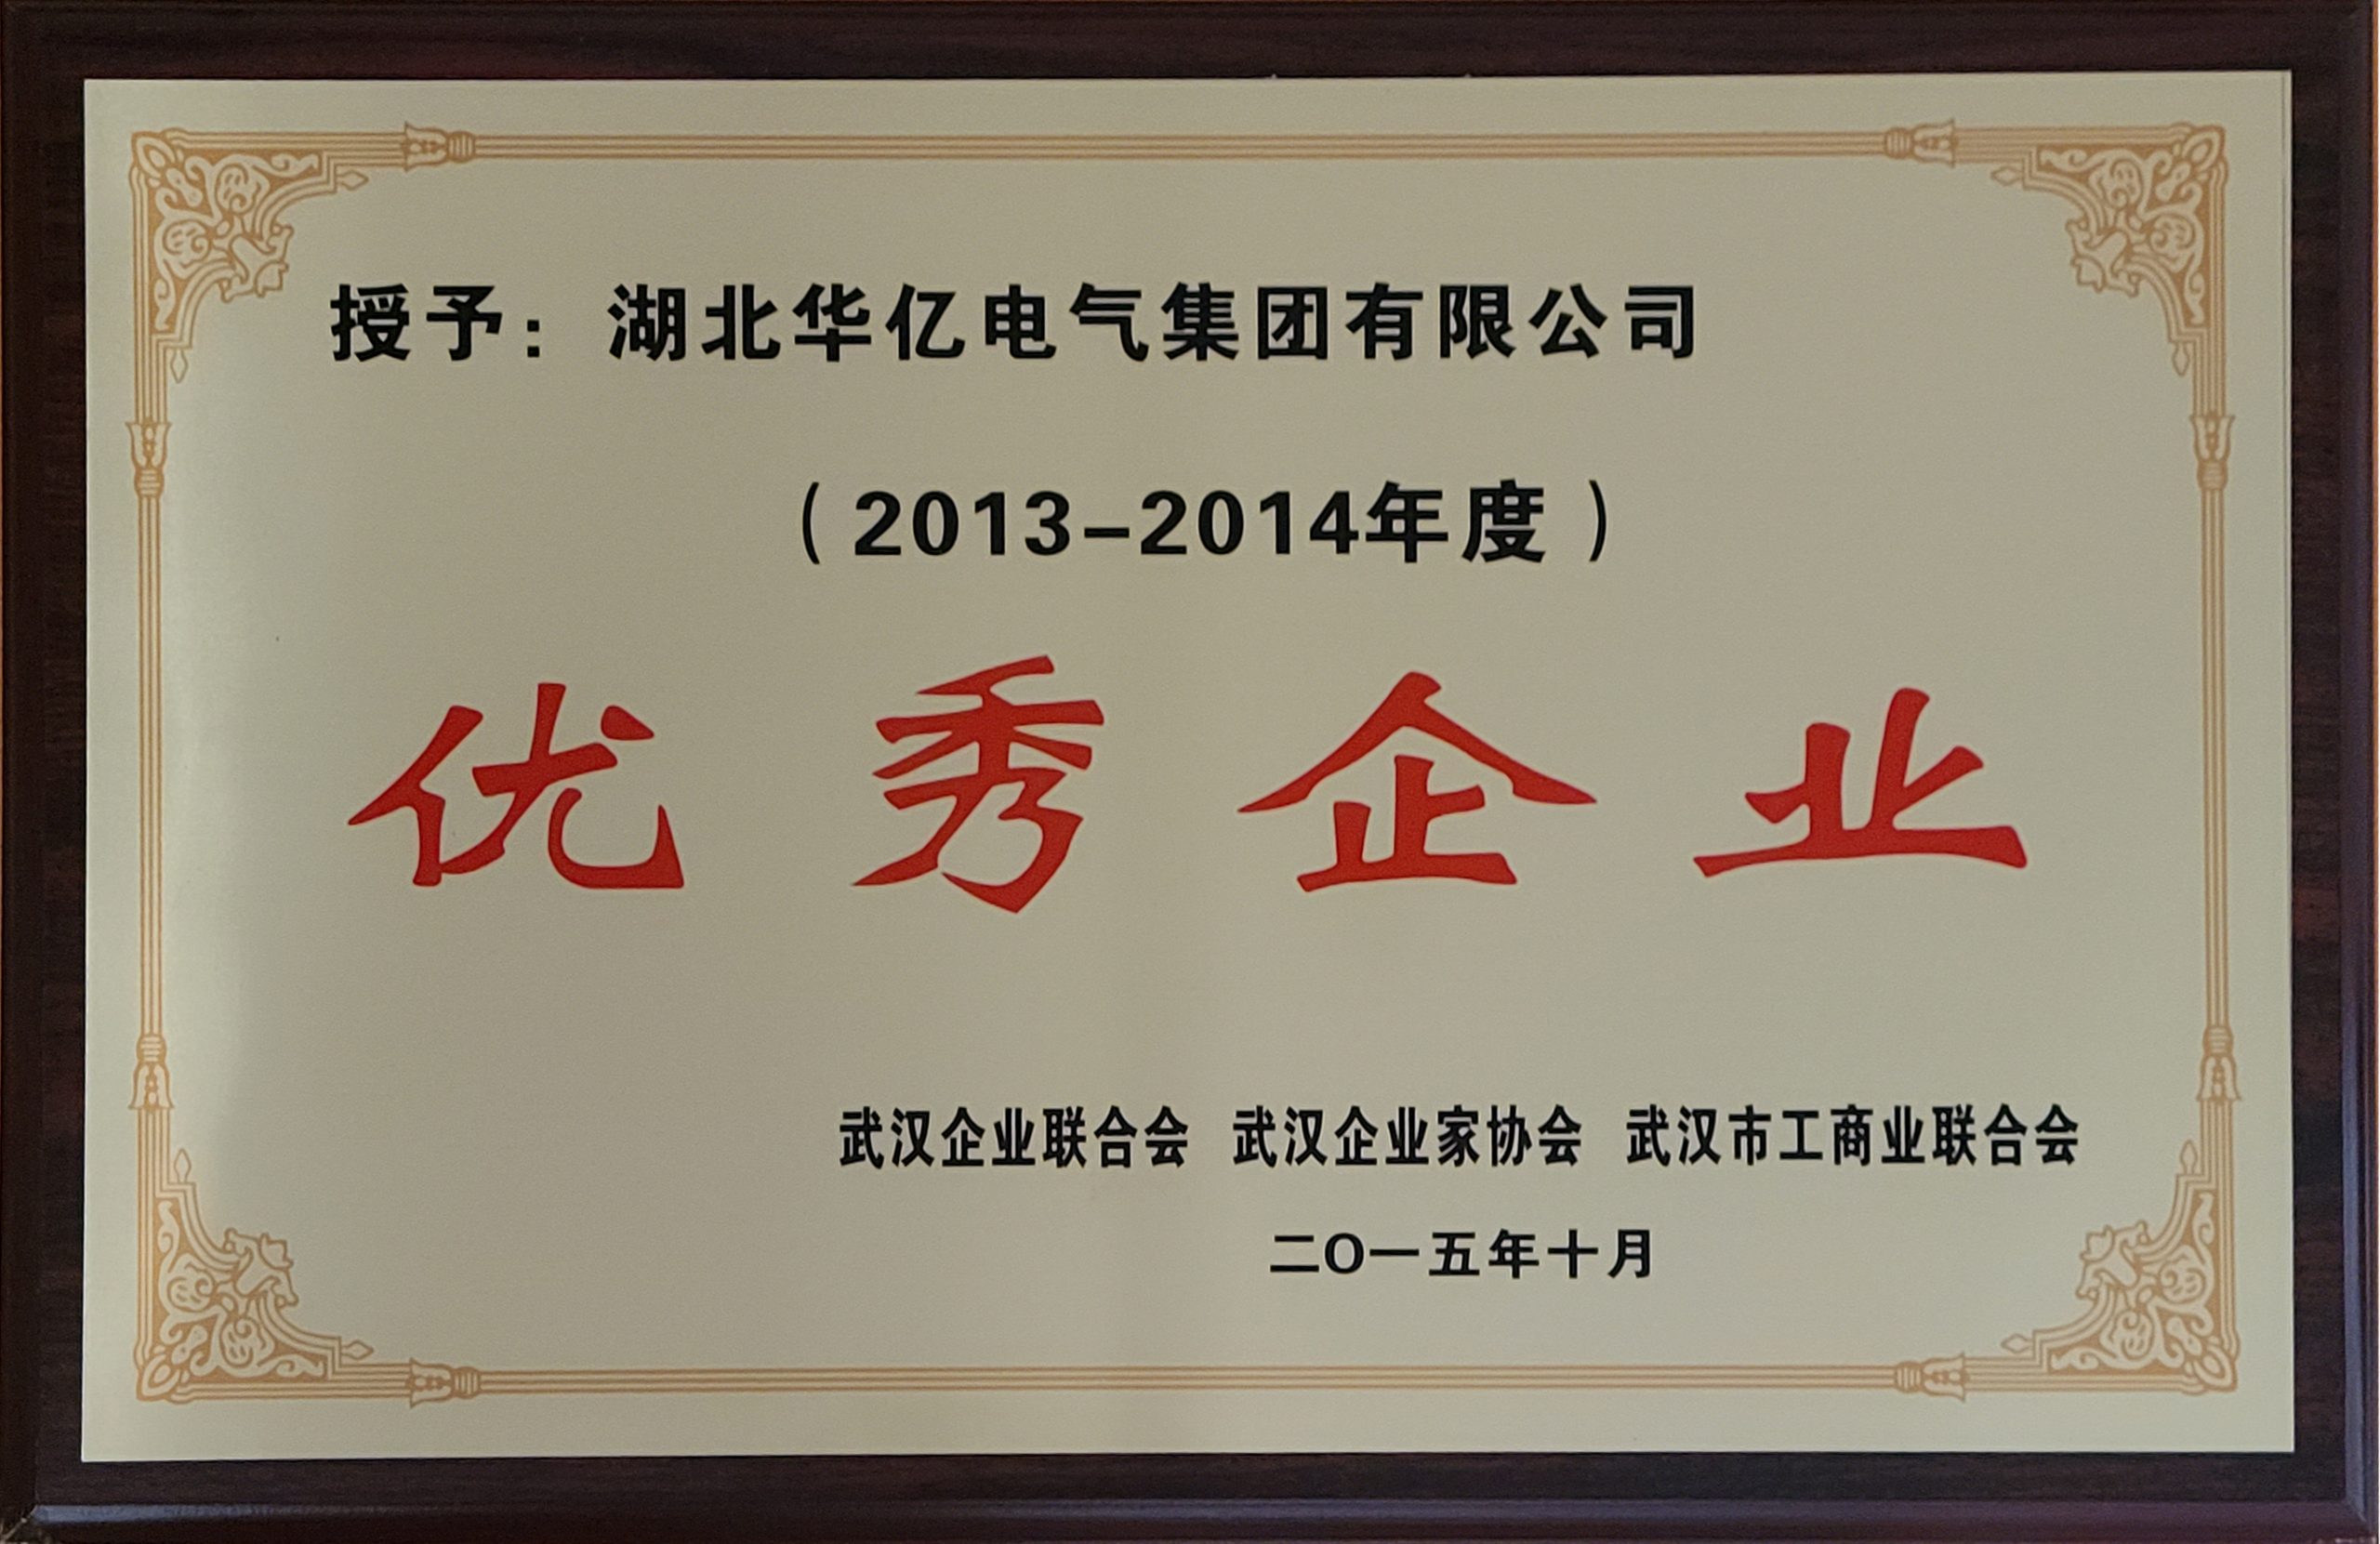 授予：湖北华亿电气集团有限公司
（2013-2014年度）
优秀企业
武汉企业联合会 武汉企业家协会 武汉市工商业联合会
二O一五年十月